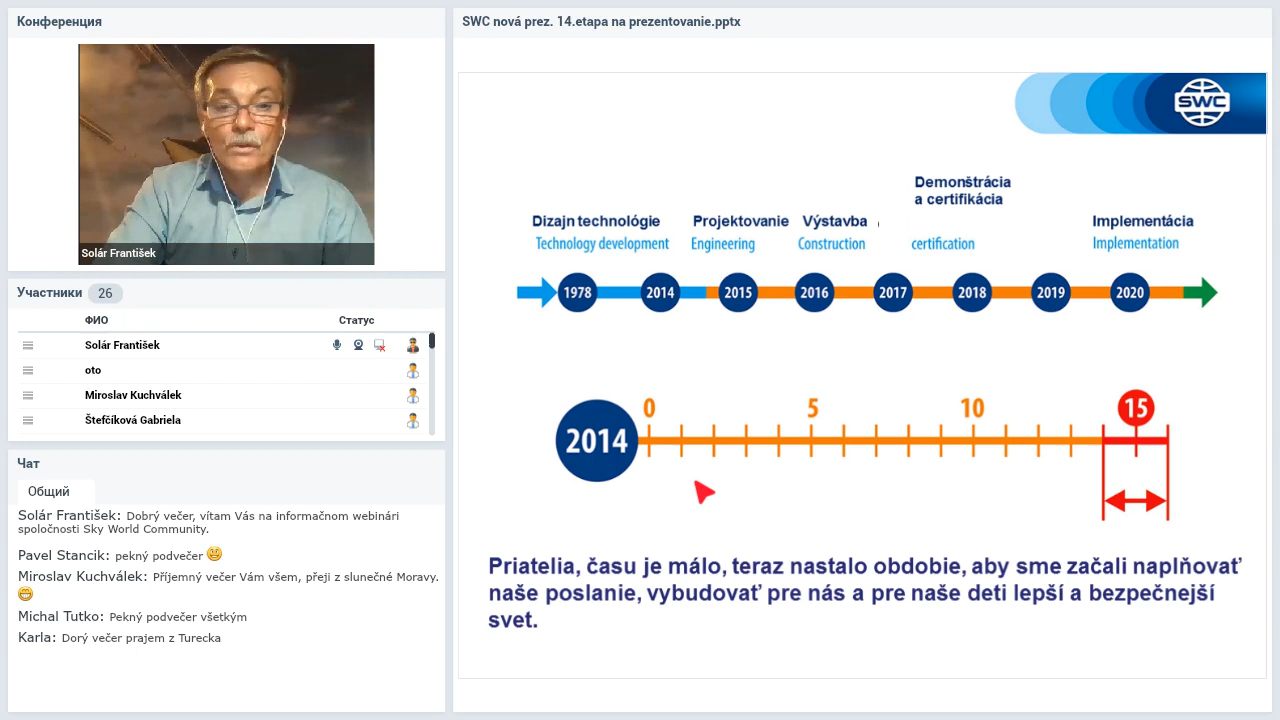 Конференция
Solár František
Участники 26
ФИО Статус
Solár František
oto
Miroslav Kuchválek
Štefčíková Gabriela
Чат
Общий
Solár František: Dobrý večer, vítam Vás na informačnom webinári
spoločnosti Sky World Community.
Pavel Stancik: pekný podvečer
Miroslav Kuchválek: Příjemný večer Vám všem, přeji z slunečné Moravy.
Michal Tutko: Pekný podvečer všetkým
Karla: Dorý večer prajem z Turecka
SWC nová prez. 14.etapa na prezentovanie.pptx
SWC
Demonštrácia
a certifikácia
Dizajn technológie Projektovanie Výstavba Implementácia
Technology development Engineering Construction certification Implementation
1978 2014 2015 2016 2017 2018 2019 2020
0 5 10 15
2014
Priatelia, času je málo, teraz nastalo obdobie, aby sme začali naplňovať
naše poslanie, vybudovať pre nás a pre naše deti lepší a bezpečnejší
svet.